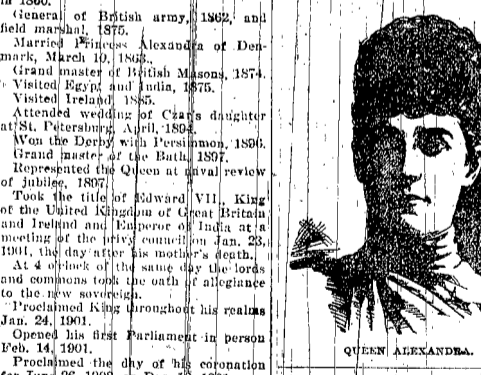 in 1860.
General of British army, 1862, and
field marshal, 1875.
Married Princess Alexandra of Den-
mark, March 10, 1863.
Grand master of British Masons, 1874.
Visited Egypt and India, 1875.
Visited Ireland, 1885.
Attended wedding of Czar's daughter
at St. Petersburg, April, 1894.
Won the Derby with Persimmon, 1896.
Grand master of the Bath, 1897.
Represented the Queen at naval review
of jubilee, 1897.
Took the title of Edward VII., King
of the United Kingdom of Great Britain
and Ireland and Emperor of India at a
meeting of the privy council on Jan. 23,
1901, the day after his mother's death.
At 4 o'clock of the same day the lords
and commons took the oath of allegiance
to the new sovereign.
Proclaimed King throughout his realms
Jan. 24, 1901.
Opened his first Parliament in person
Feb. 14, 1901.
Proclaimed the day of his coronation
for June 26, 1902,
QUEEN ALEXANDRA.